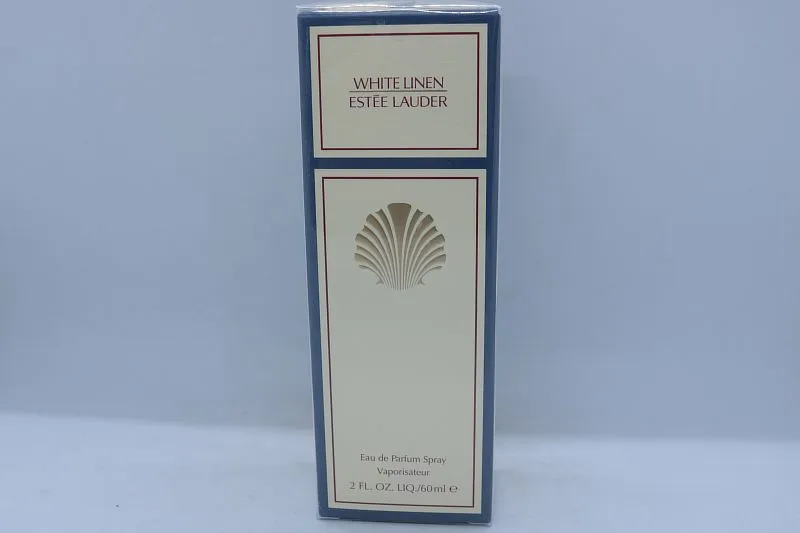 WHITE LINEN
ESTĒE LAUDER
Eau de Parfum Spray
Vaporisateur
2 FL. OZ. LIQ./60ml ℮